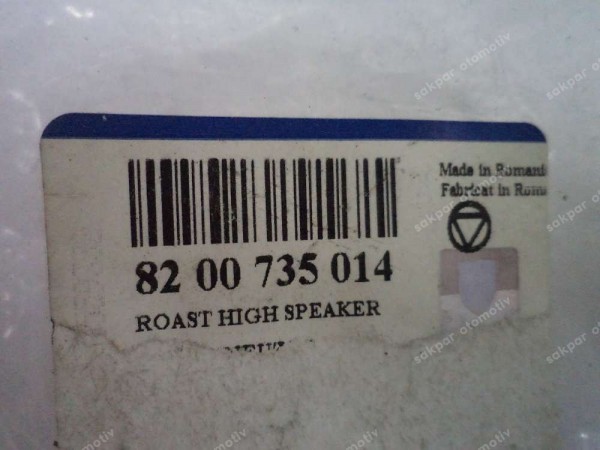 Made in Romani
Fabricat in Rom
82 00 735 014
ROAST HIGH SPEAKER
sakpar otomotiv